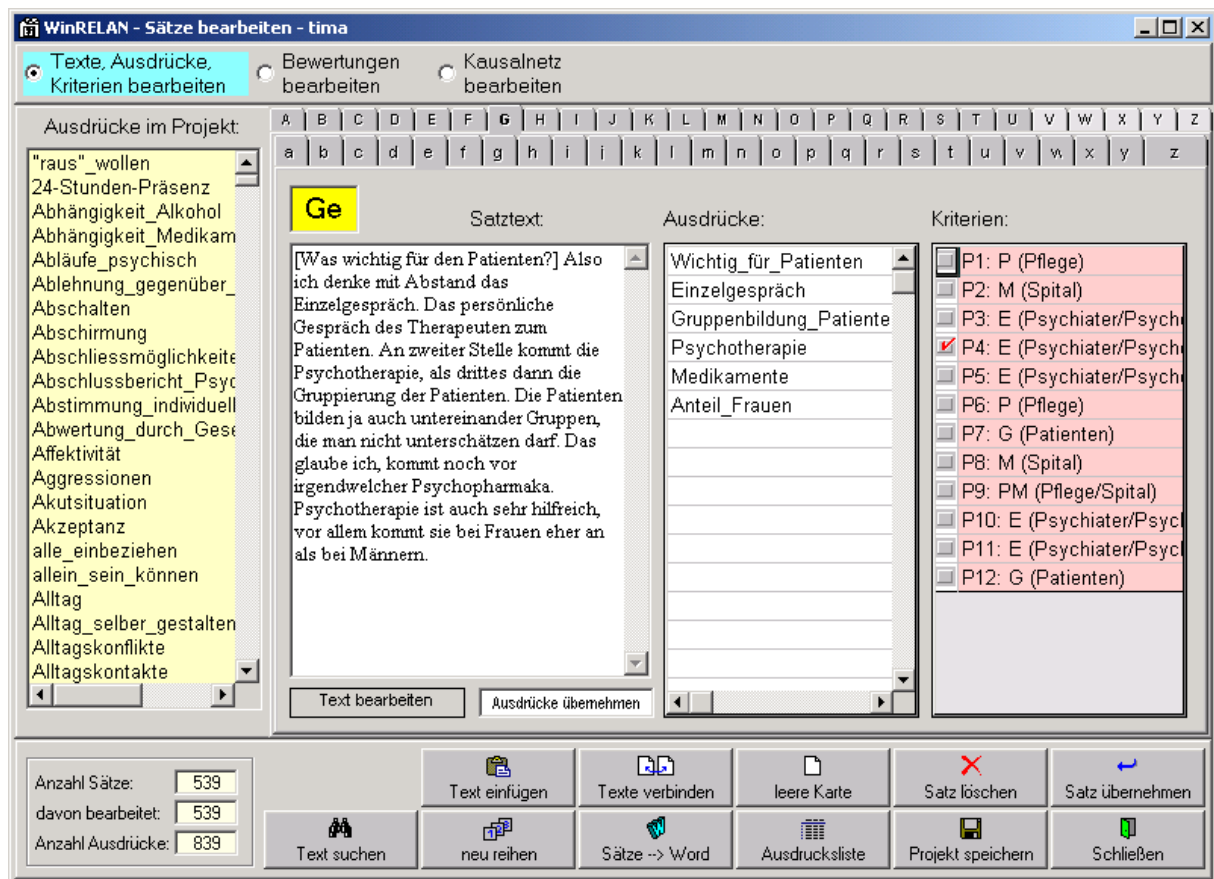 WinRELAN - Sätze bearbeiten - tima
Texte, Ausdrücke,
Kriterien bearbeiten
Bewertungen
bearbeiten
Kausalnetz
bearbeiten
Ausdrücke im Projekt:
"raus"_wollen
24-Stunden-Präsenz
Abhängigkeit_Alkohol
Abhängigkeit_Medikam
Abläufe_psychisch
Ablehnung_gegenüber_
Abschalten
Abschirmung
Abschliessmöglichkeite
Abschlussbericht_Psyc
Abstimmung_individuell
Abwertung_durch_Gese
Affektivität
Aggressionen
Akutsituation
Akzeptanz
alle_einbeziehen
allein_sein_können
Alltag
Alltag_selber_gestalten
Alltagskonflikte
Alltagskontakte
A B C D E F G H I J K L M N O P Q R S T U V W X Y Z
a b c d e f g h i j k l m n o p q r s t u v w x y z
Ge
Satztext:
[Was wichtig für den Patienten?] Also
ich denke mit Abstand das
Einzelgespräch. Das persönliche
Gespräch des Therapeuten zum
Patienten. An zweiter Stelle kommt die
Psychotherapie, als drittes dann die
Gruppierung der Patienten. Die Patienten
bilden ja auch untereinander Gruppen,
die man nicht unterschätzen darf. Das
glaube ich, kommt noch vor
irgendwelcher Psychopharmaka.
Psychotherapie ist auch sehr hilfreich,
vor allem kommt sie bei Frauen eher an
als bei Männern.
Text bearbeiten
Ausdrücke übernehmen
Ausdrücke:
Wichtig_für_Patienten
Einzelgespräch
Gruppenbildung_Patiente
Psychotherapie
Medikamente
Anteil_Frauen
Kriterien:
P1: P (Pflege)
P2: M (Spital)
P3: E (Psychiater/Psych
P4: E (Psychiater/Psych
P5: E (Psychiater/Psych
P6: P (Pflege)
P7: G (Patienten)
P8: M (Spital)
P9: PM (Pflege/Spital)
P10: E (Psychiater/Psycl
P11: E (Psychiater/Psycl
P12: G (Patienten)
Anzahl Sätze: 539
davon bearbeitet: 539
Anzahl Ausdrücke: 839
Text einfügen
Texte verbinden
leere Karte
Satz löschen
Satz übernehmen
Text suchen
neu reihen
Sätze --> Word
Ausdrucksliste
Projekt speichern
Schließen